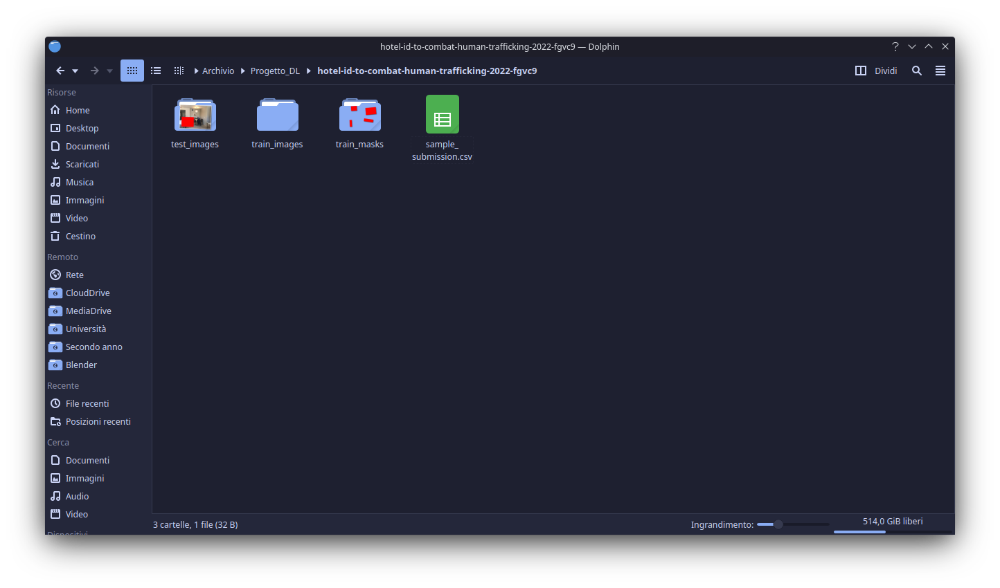 hotel-id-to-combat-human-trafficking-2022-fgvc9 — Dolphin
Archivio Progetto_DL hotel-id-to-combat-human-trafficking-2022-fgvc9 Dividi
Risorse
Home
Desktop
Documenti
Scaricati
Musica
Immagini
Video
Cestino
Remoto
Rete
CloudDrive
MediaDrive
Università
Secondo anno
Blender
Recente
File recenti
Posizioni recenti
Cerca
Documenti
Immagini
Audio
Video
Dispositivi
test_images
train_images
train_masks
sample_
submission.csv
3 cartelle, 1 file (32 B)
Ingrandimento:
514,0 GiB liberi